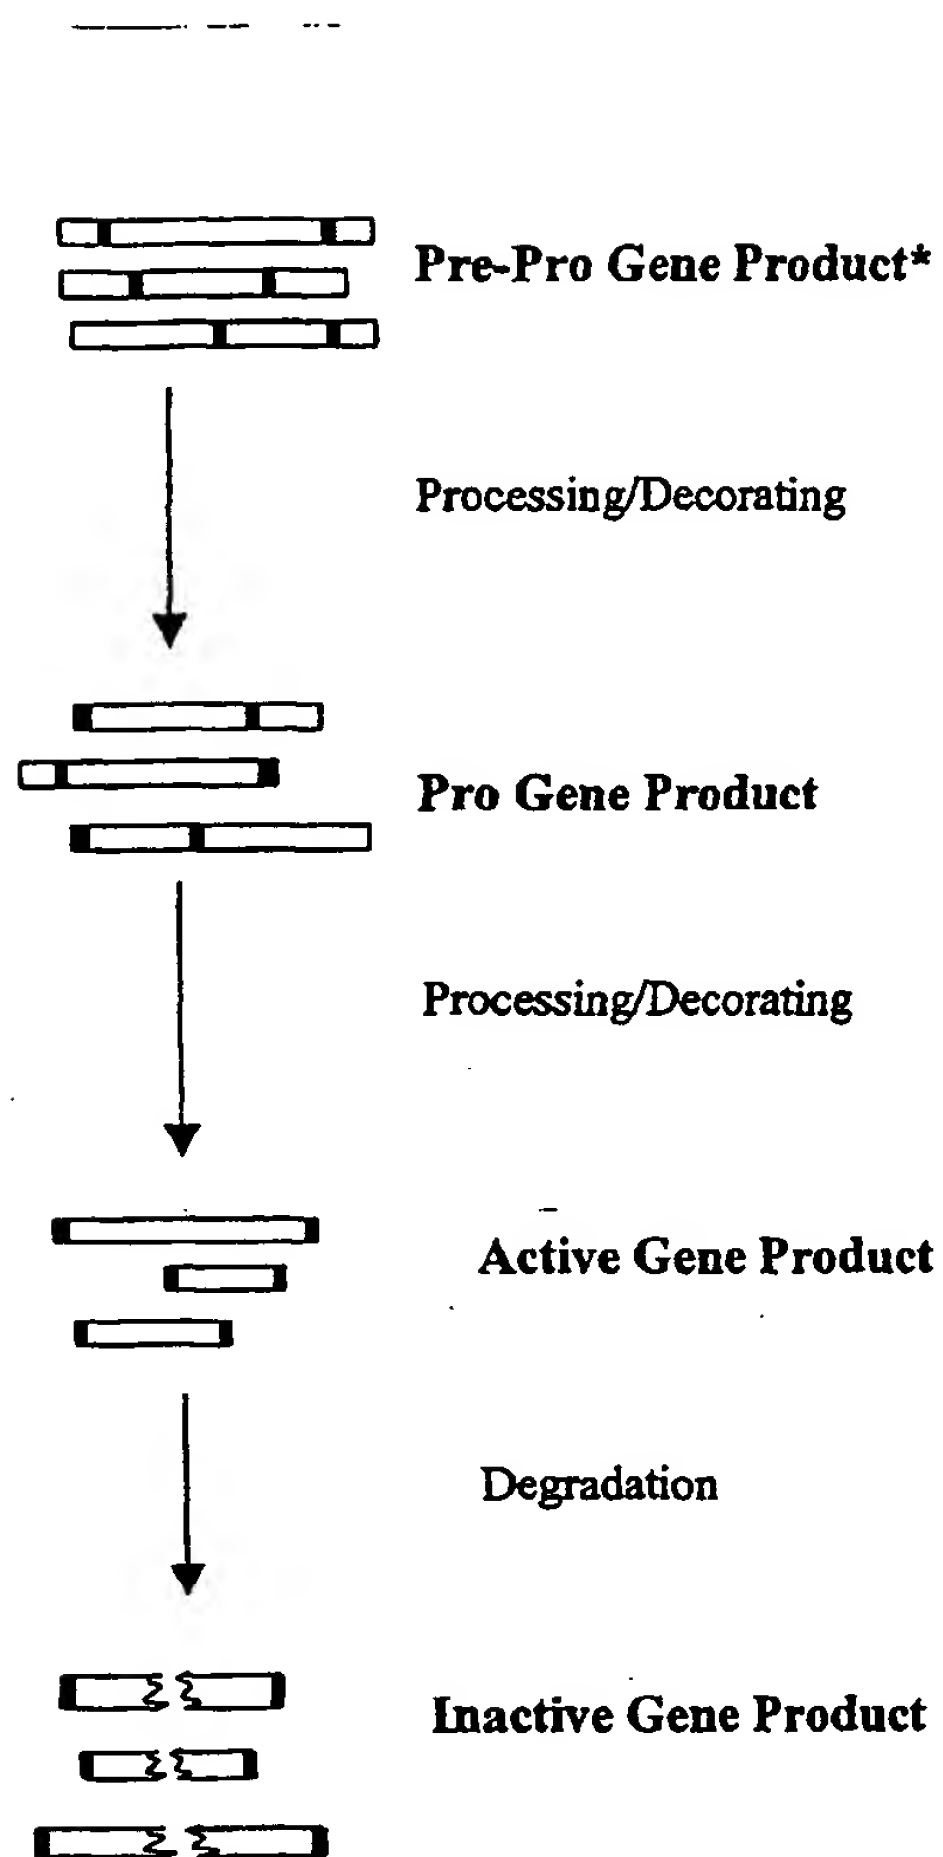 Pre-Pro Gene Product*
Processing/Decorating
Pro Gene Product
Processing/Decorating
Active Gene Product
Degradation
Inactive Gene Product